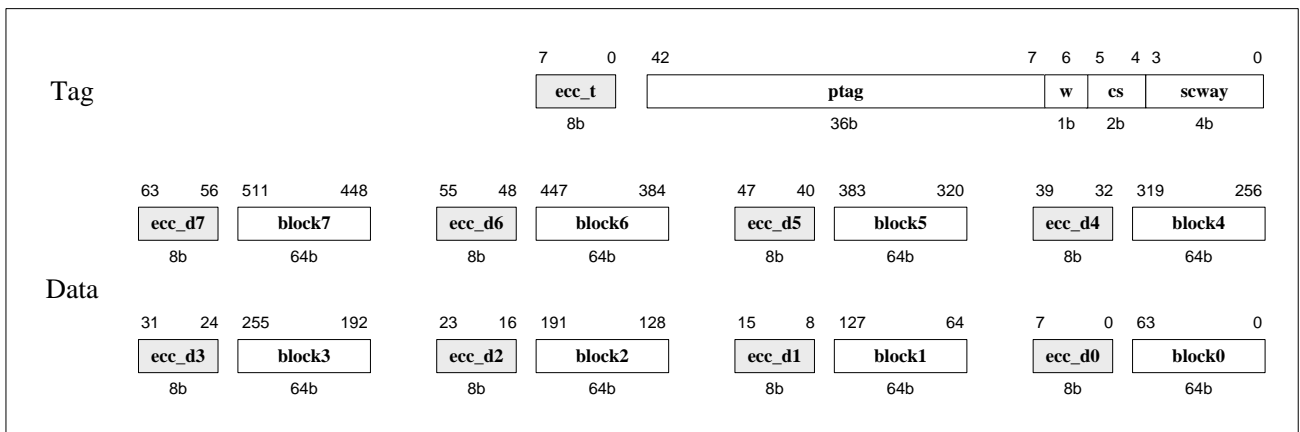 7 0 42 7 6 5 4 3 0
Tag ecc_t ptag w cs scway
8b 36b 1b 2b 4b
63 56 511 448 55 48 447 384 47 40 383 320 39 32 319 256
ecc_d7 block7 ecc_d6 block6 ecc_d5 block5 ecc_d4 block4
8b 64b 8b 64b 8b 64b 8b 64b
Data
31 24 255 192 23 16 191 128 15 8 127 64 7 0 63 0
ecc_d3 block3 ecc_d2 block2 ecc_d1 block1 ecc_d0 block0
8b 64b 8b 64b 8b 64b 8b 64b